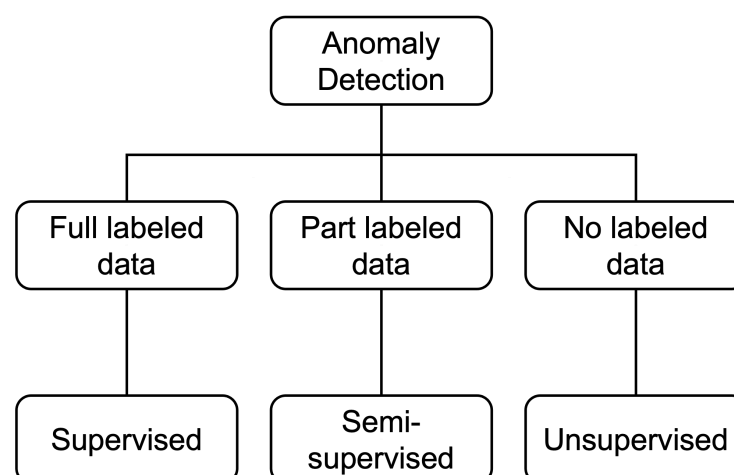 Anomaly
Detection
Full labeled
data
Part labeled
data
No labeled
data
Supervised
Semi-
supervised
Unsupervised